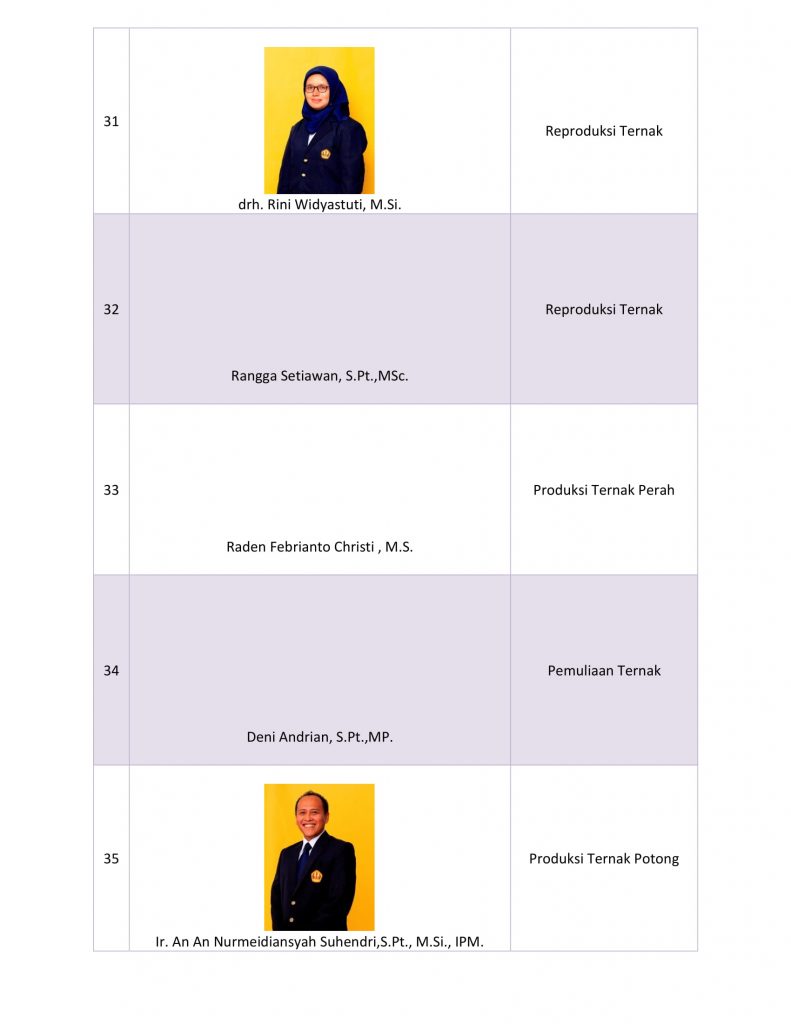 31
drh. Rini Widyastuti, M.Si.
Reproduksi Ternak
32
Rangga Setiawan, S.Pt.,MSc.
Reproduksi Ternak
33
Raden Febrianto Christi , M.S.
Produksi Ternak Perah
34
Deni Andrian, S.Pt.,MP.
Pemuliaan Ternak
35
Ir. An An Nurmeidiansyah Suhendri,S.Pt., M.Si., IPM.
Produksi Ternak Potong